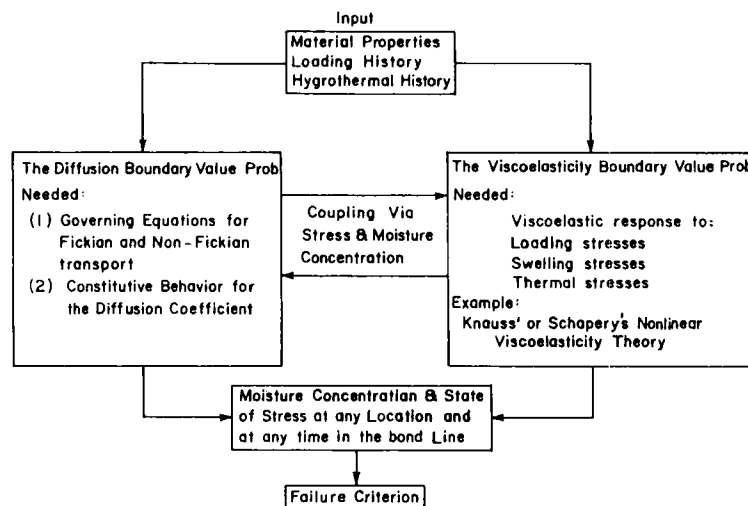 Input
Material Properties
Loading History
Hygrothermal History
The Diffusion Boundary Value Prob
Needed:
(1) Governing Equations for
Fickian and Non-Fickian
transport
(2) Constitutive Behavior for
the Diffusion Coefficient
Coupling Via
Stress & Moisture
Concentration
The Viscoelasticity Boundary Value Prob
Needed:
Viscoelastic response to:
Loading stresses
Swelling stresses
Thermal stresses
Example:
Knauss' or Schapery's Nonlinear
Viscoelasticity Theory
Moisture Concentration & State
of Stress at any Location and
at any time in the bond Line
Failure Criterion